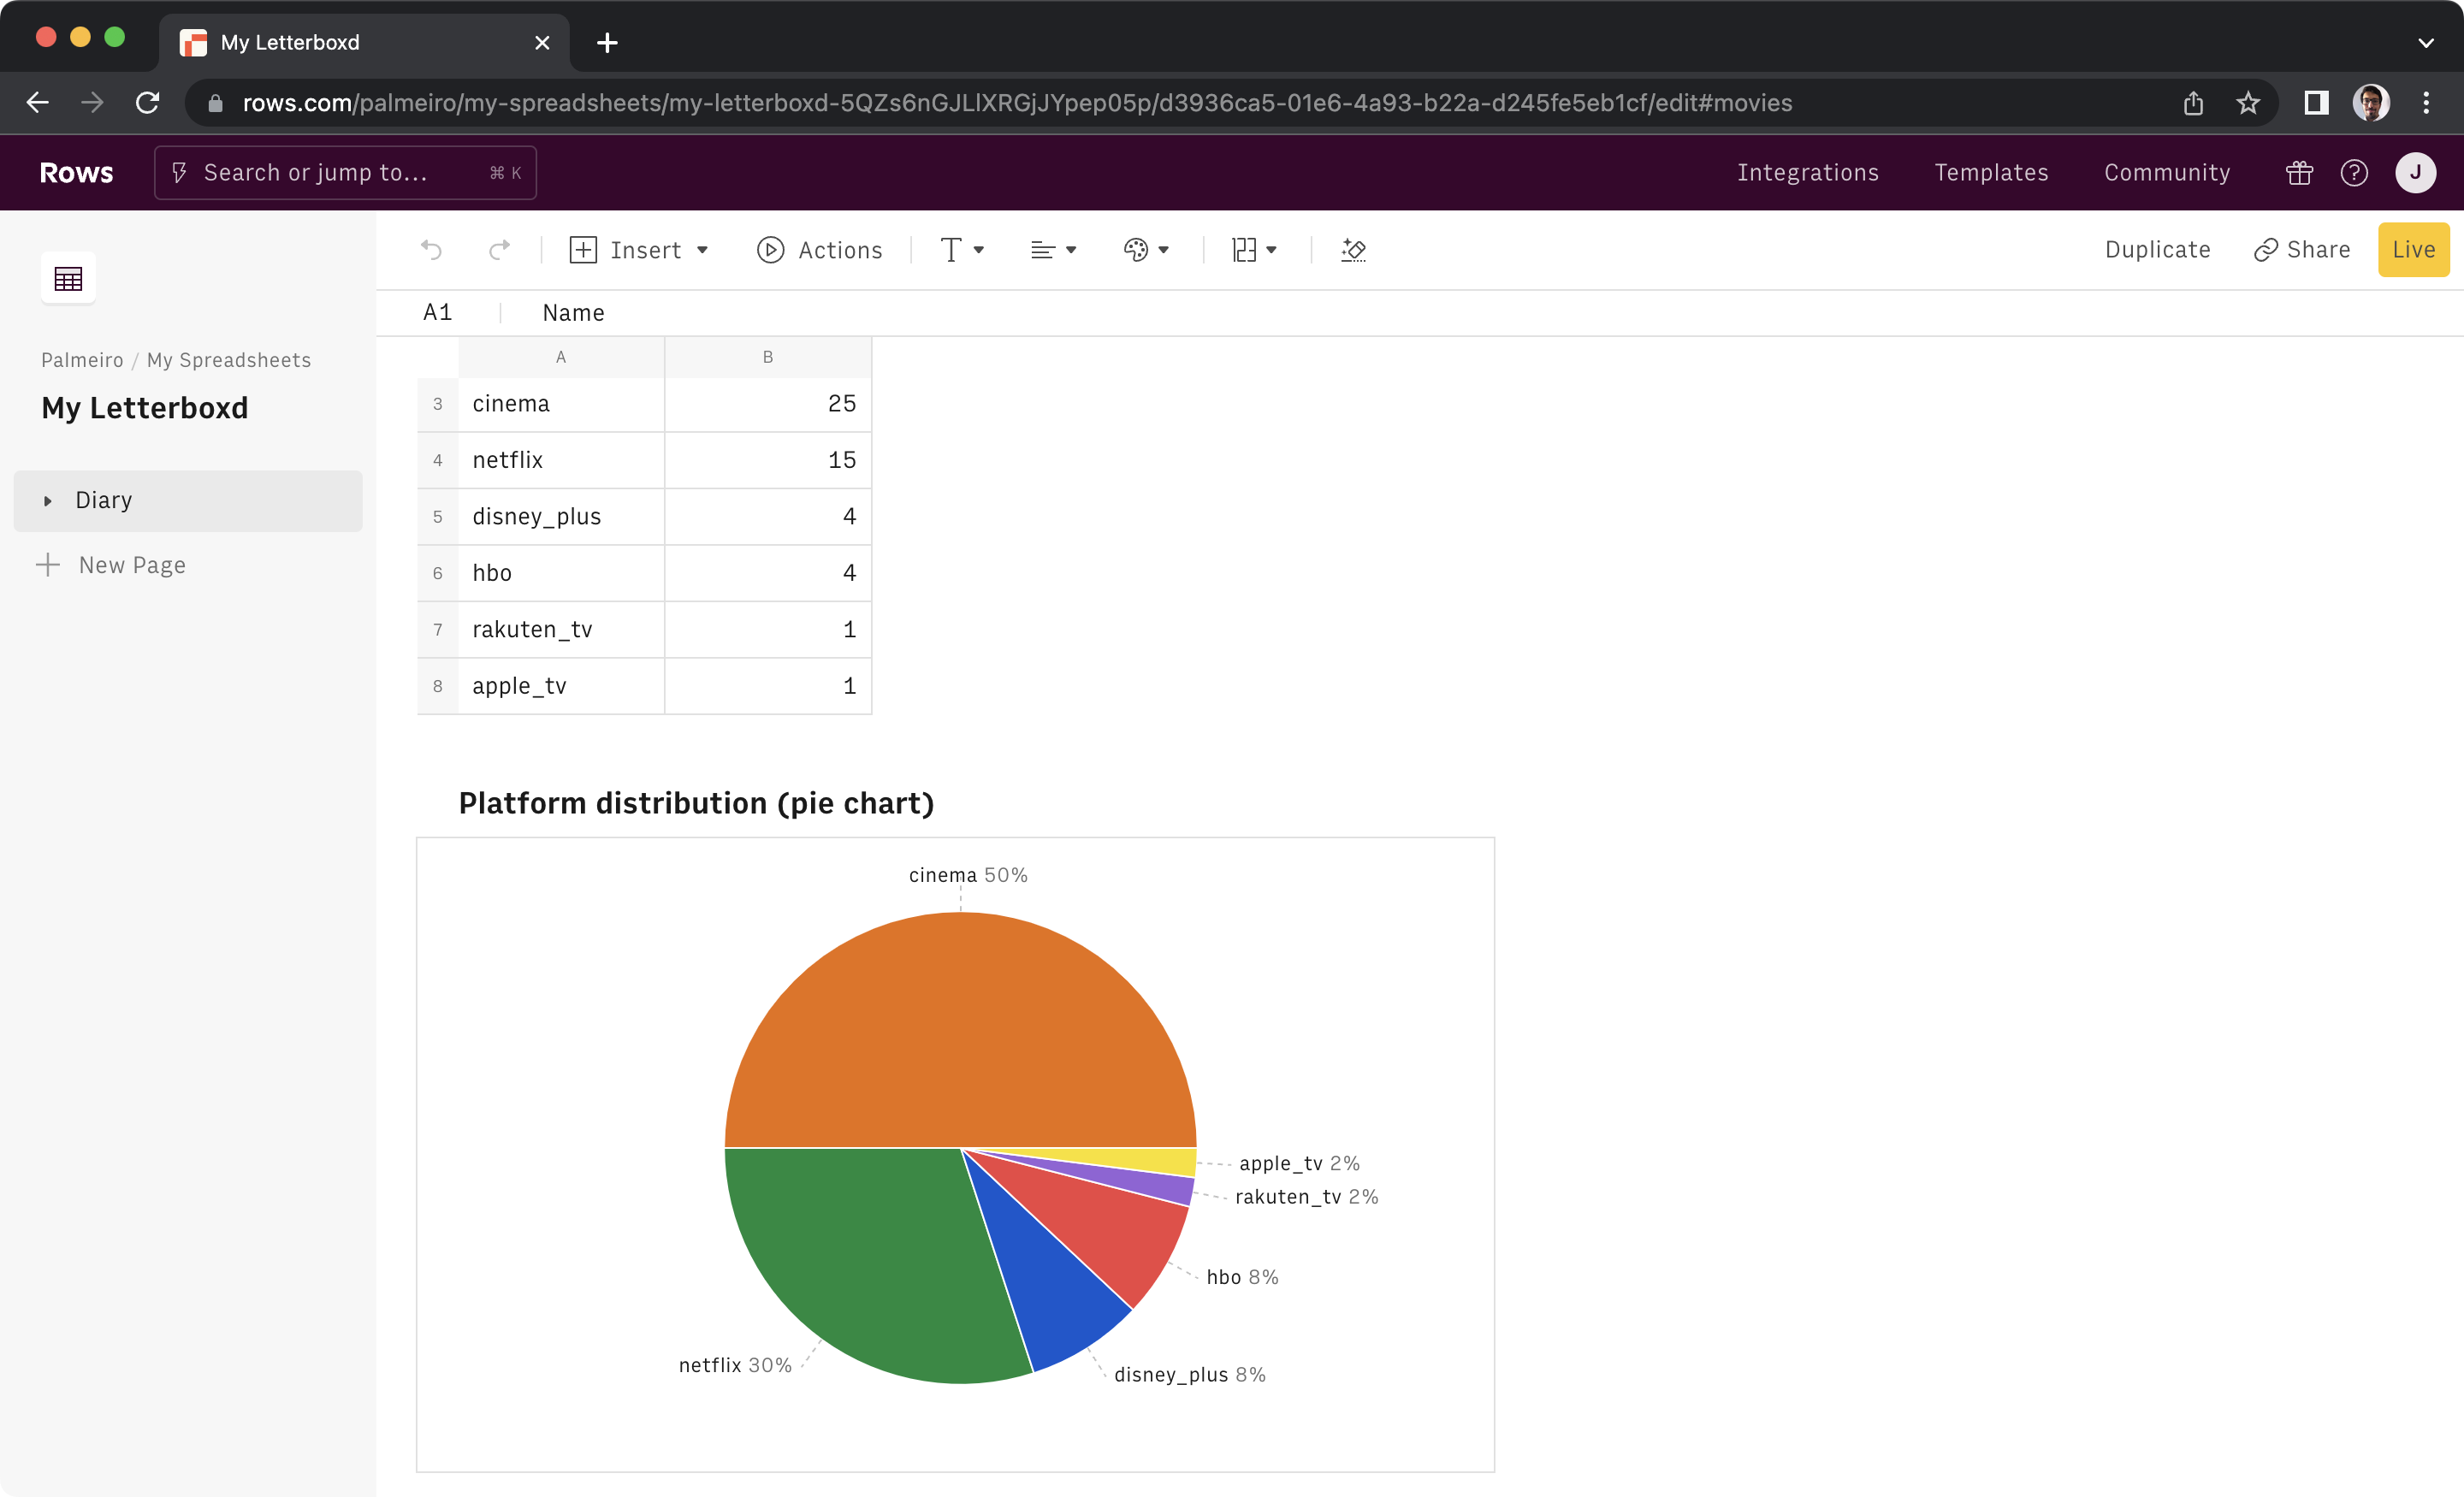 My Letterboxd
rows.com/palmeiro/my-spreadsheets/my-letterboxd-5QZs6nGJLlXRGjJYpep05p/d3936ca5-01e6-4a93-b22a-d245fe5eb1cf/edit#movies
Rows Search or jump to... ⌘ K Integrations Templates Community ? J
Insert Actions T 123 Duplicate Share Live
A1 Name
Palmeiro / My Spreadsheets
My Letterboxd
Diary
New Page
A B
3 cinema 25
4 netflix 15
5 disney_plus 4
6 hbo 4
7 rakuten_tv 1
8 apple_tv 1
Platform distribution (pie chart)
cinema 50%
apple_tv 2%
rakuten_tv 2%
hbo 8%
netflix 30%
disney_plus 8%